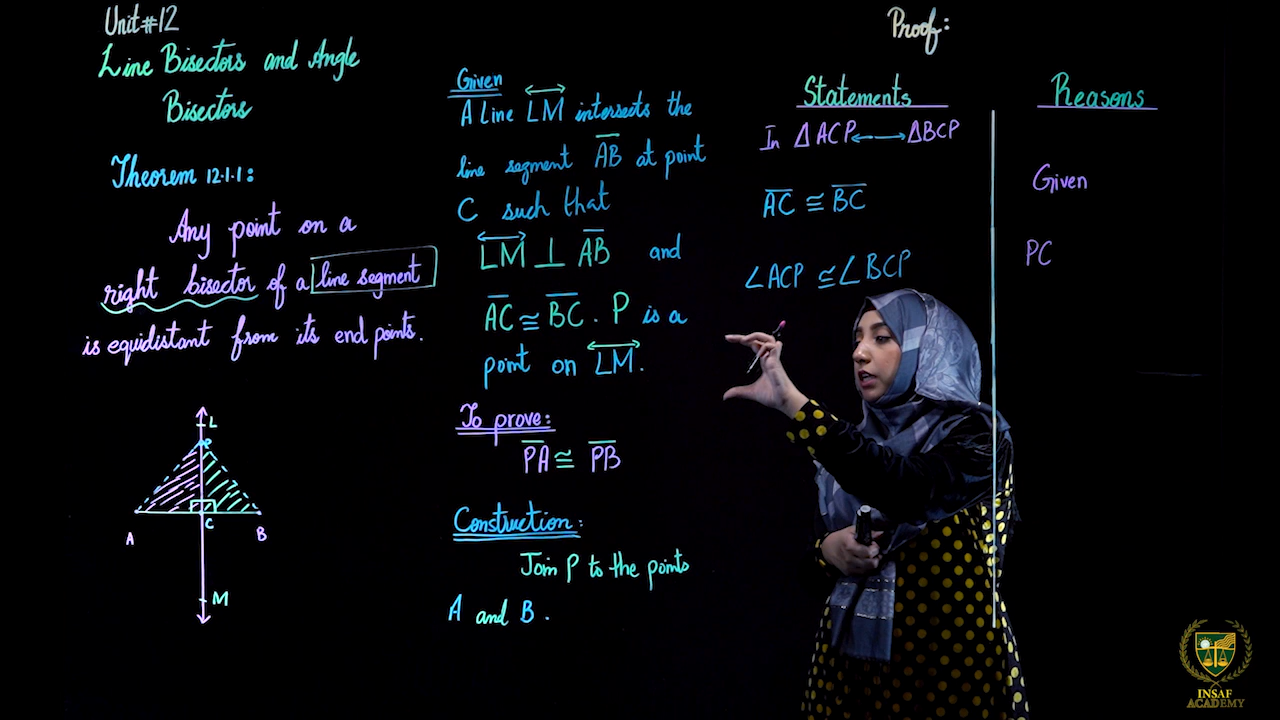 Unit#12
Line Bisectors and Angle
Bisectors
Theorem 12.1.1:
Any point on a
right bisector of a line segment
is equidistant from its end points.
L
P
C
A
B
M
Given
A line LM intersects the
line segment AB at point
C such that
LM ⊥ AB and
AC ≅ BC. P is a
point on LM.
To prove:
PA ≅ PB
Construction:
Join P to the points
A and B.
Proof:
Statements
Reasons
In ΔACP ↔ ΔBCP
AC ≅ BC
Given
∠ACP ≅ ∠BCP
PC
INSAF
ACADEMY